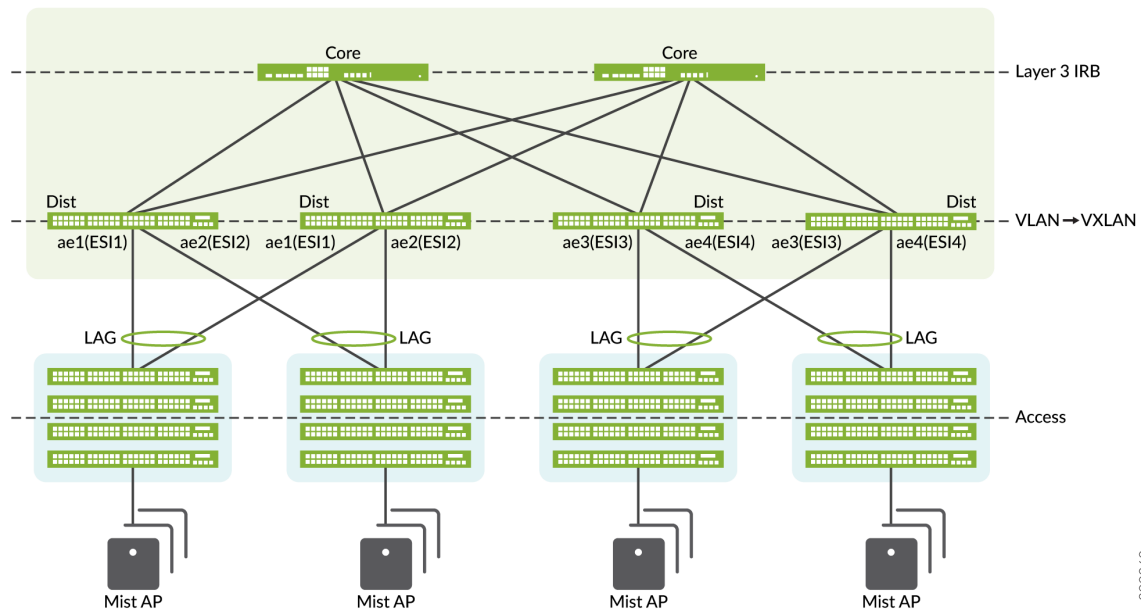 Core
Core
Layer 3 IRB
Dist
Dist
Dist
Dist
VLAN → VXLAN
ae1(ESI1)
ae2(ESI2)
ae1(ESI1)
ae2(ESI2)
ae3(ESI3)
ae4(ESI4)
ae3(ESI3)
ae4(ESI4)
LAG
LAG
LAG
LAG
Access
Mist AP
Mist AP
Mist AP
Mist AP